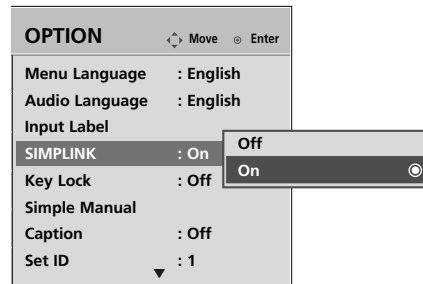 OPTION Move Enter
Menu Language : English
Audio Language : English
Input Label
SIMPLINK : On
Off
On
Key Lock : Off
Simple Manual
Caption : Off
Set ID : 1